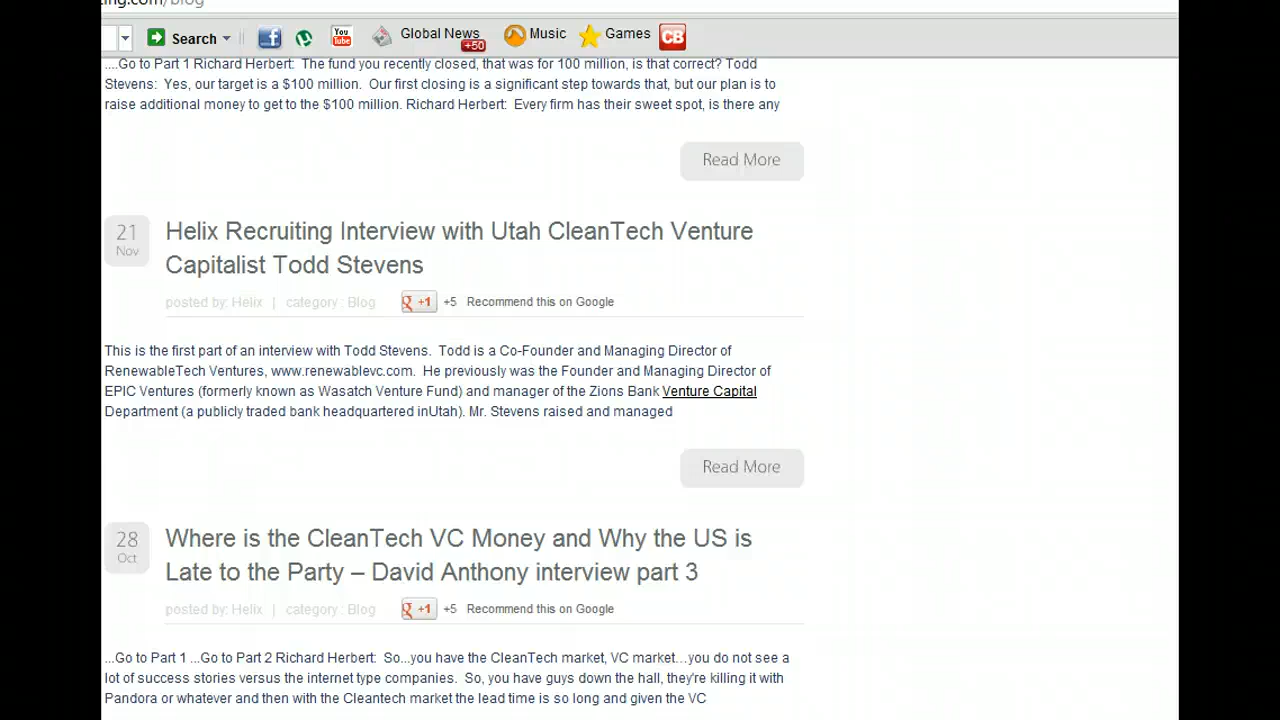 ing.com/blog
Search
You
Tube
Global News
+50
Music
Games
CB
....Go to Part 1 Richard Herbert:  The fund you recently closed, that was for 100 million, is that correct? Todd
Stevens:  Yes, our target is a $100 million.  Our first closing is a significant step towards that, but our plan is to
raise additional money to get to the $100 million. Richard Herbert:  Every firm has their sweet spot, is there any
Read More
21
Nov
Helix Recruiting Interview with Utah CleanTech Venture
Capitalist Todd Stevens
posted by: Helix | category : Blog
g +1 +5 Recommend this on Google
This is the first part of an interview with Todd Stevens.  Todd is a Co-Founder and Managing Director of
RenewableTech Ventures, www.renewablevc.com.  He previously was the Founder and Managing Director of
EPIC Ventures (formerly known as Wasatch Venture Fund) and manager of the Zions Bank Venture Capital
Department (a publicly traded bank headquartered inUtah). Mr. Stevens raised and managed
Read More
28
Oct
Where is the CleanTech VC Money and Why the US is
Late to the Party – David Anthony interview part 3
posted by: Helix | category : Blog
g +1 +5 Recommend this on Google
...Go to Part 1 ...Go to Part 2 Richard Herbert:  So...you have the CleanTech market, VC market…you do not see a
lot of success stories versus the internet type companies.  So, you have guys down the hall, they're killing it with
Pandora or whatever and then with the Cleantech market the lead time is so long and given the VC